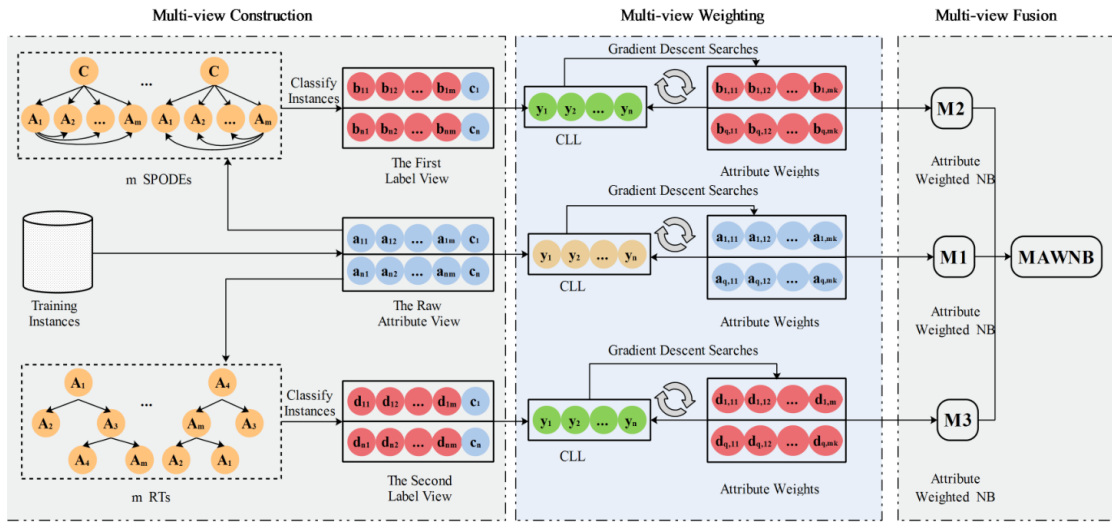 Multi-view Construction
Multi-view Weighting
Multi-view Fusion
C ... C
A1 A2 ... Am A1 A2 ... Am
m SPODEs
Classify
Instances
b11 b12 ... b1m c1
bn1 bn2 ... bnm cn
The First
Label View
Gradient Descent Searches
y1 y2 ... yn
CLL
b1,11 b1,12 ... b1,mk
bq,11 bq,12 ... bq,mk
Attribute Weights
M2
Attribute
Weighted NB
Training
Instances
a11 a12 ... a1m c1
an1 an2 ... anm cn
The Raw
Attribute View
Gradient Descent Searches
y1 y2 ... yn
CLL
a1,11 a1,12 ... a1,mk
aq,11 aq,12 ... aq,mk
Attribute Weights
M1
Attribute
Weighted NB
MAWNB
A1 ... A4
A2 A3 Am A3
A4 Am A2 A1
m RTs
Classify
Instances
d11 d12 ... d1m c1
dn1 dn2 ... dnm cn
The Second
Label View
Gradient Descent Searches
y1 y2 ... yn
CLL
d1,11 d1,12 ... d1,m
dq,11 dq,12 ... dq,mk
Attribute Weights
M3
Attribute
Weighted NB